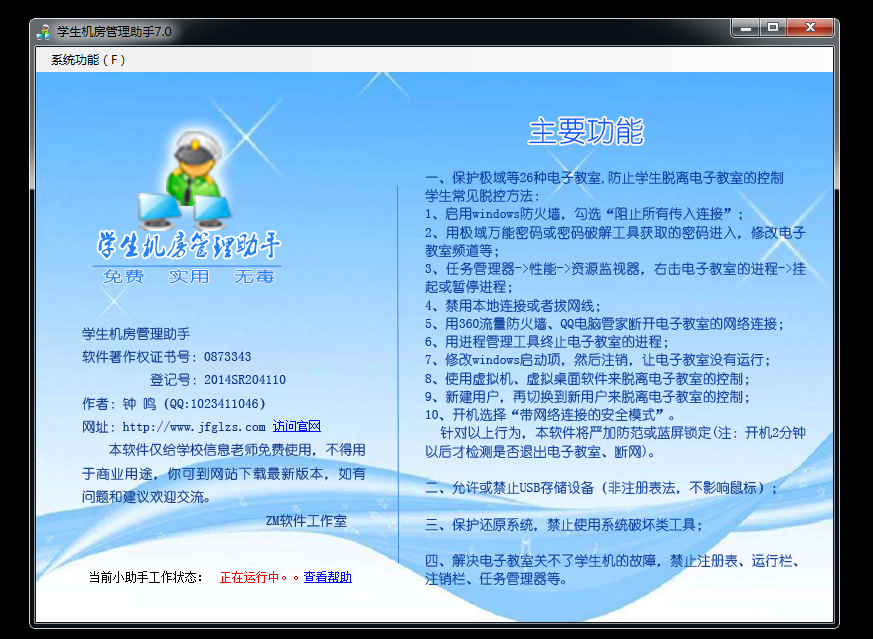 学生机房管理助手7.0
系统功能(F)
学生机房管理助手
免费 实用 无毒
学生机房管理助手
软件著作权证书号：0873343
登记号：2014SR204110
作者：钟 鸣 (QQ:1023411046)
网址：http://www.jfglzs.com 访问官网
本软件仅给学校信息老师免费使用，不得用
于商业用途，你可到网站下载最新版本，如有
问题和建议欢迎交流。
ZM软件工作室
当前小助手工作状态： 正在运行中。。查看帮助
主要功能
一、保护极域等26种电子教室,防止学生脱离电子教室的控制
学生常见脱控方法:
1、启用windows防火墙，勾选“阻止所有传入连接”;
2、用极域万能密码或密码破解工具获取的密码进入，修改电子
教室频道等;
3、任务管理器->性能->资源监视器，右击电子教室的进程->挂
起或暂停进程;
4、禁用本地连接或者拔网线;
5、用360流量防火墙、QQ电脑管家断开电子教室的网络连接;
6、用进程管理工具终止电子教室的进程;
7、修改windows启动项，然后注销，让电子教室没有运行;
8、使用虚拟机、虚拟桌面软件来脱离电子教室的控制;
9、新建用户，再切换到新用户来脱离电子教室的控制;
10、开机选择“带网络连接的安全模式”。
针对以上行为，本软件将严加防范或蓝屏锁定(注: 开机2分钟
以后才检测是否退出电子教室、断网)。
二、允许或禁止USB存储设备（非注册表法，不影响鼠标）;
三、保护还原系统，禁止使用系统破坏类工具;
四、解决电子教室关不了学生机的故障，禁止注册表、运行栏、
注销栏、任务管理器等。